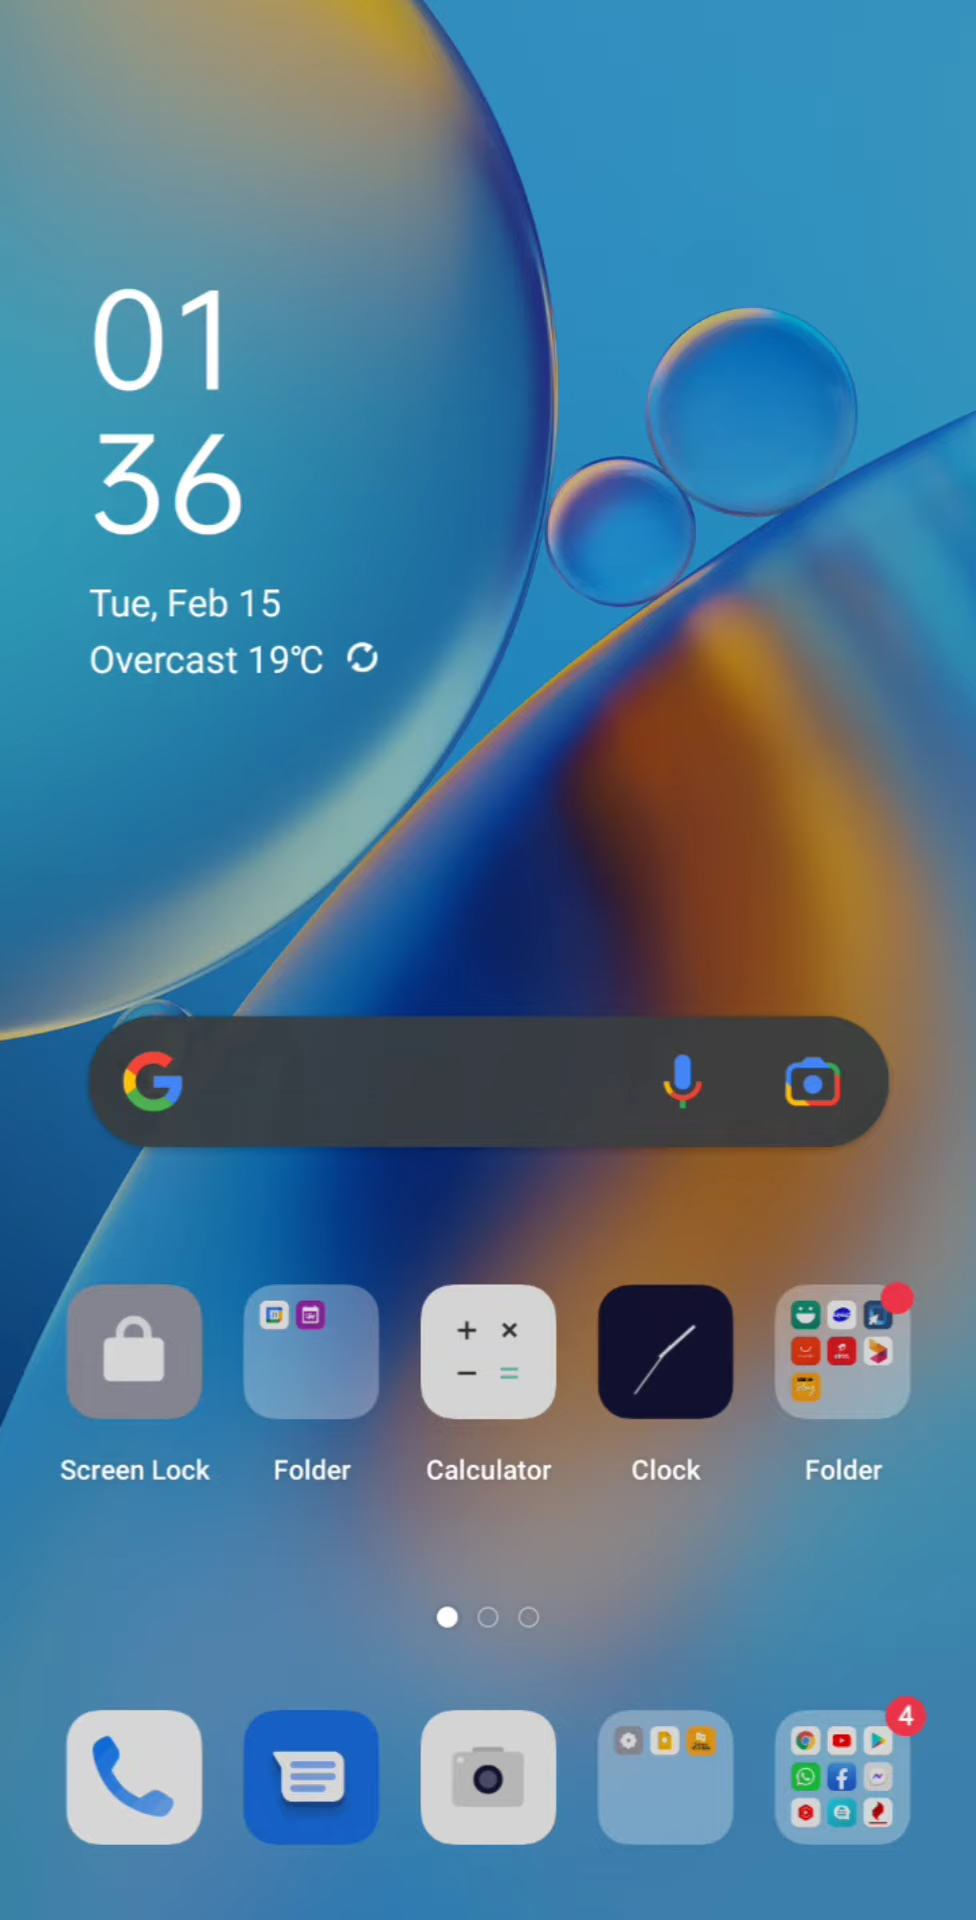 01
36
Tue, Feb 15
Overcast 19℃
Screen Lock
Folder
Calculator
Clock
Folder
4